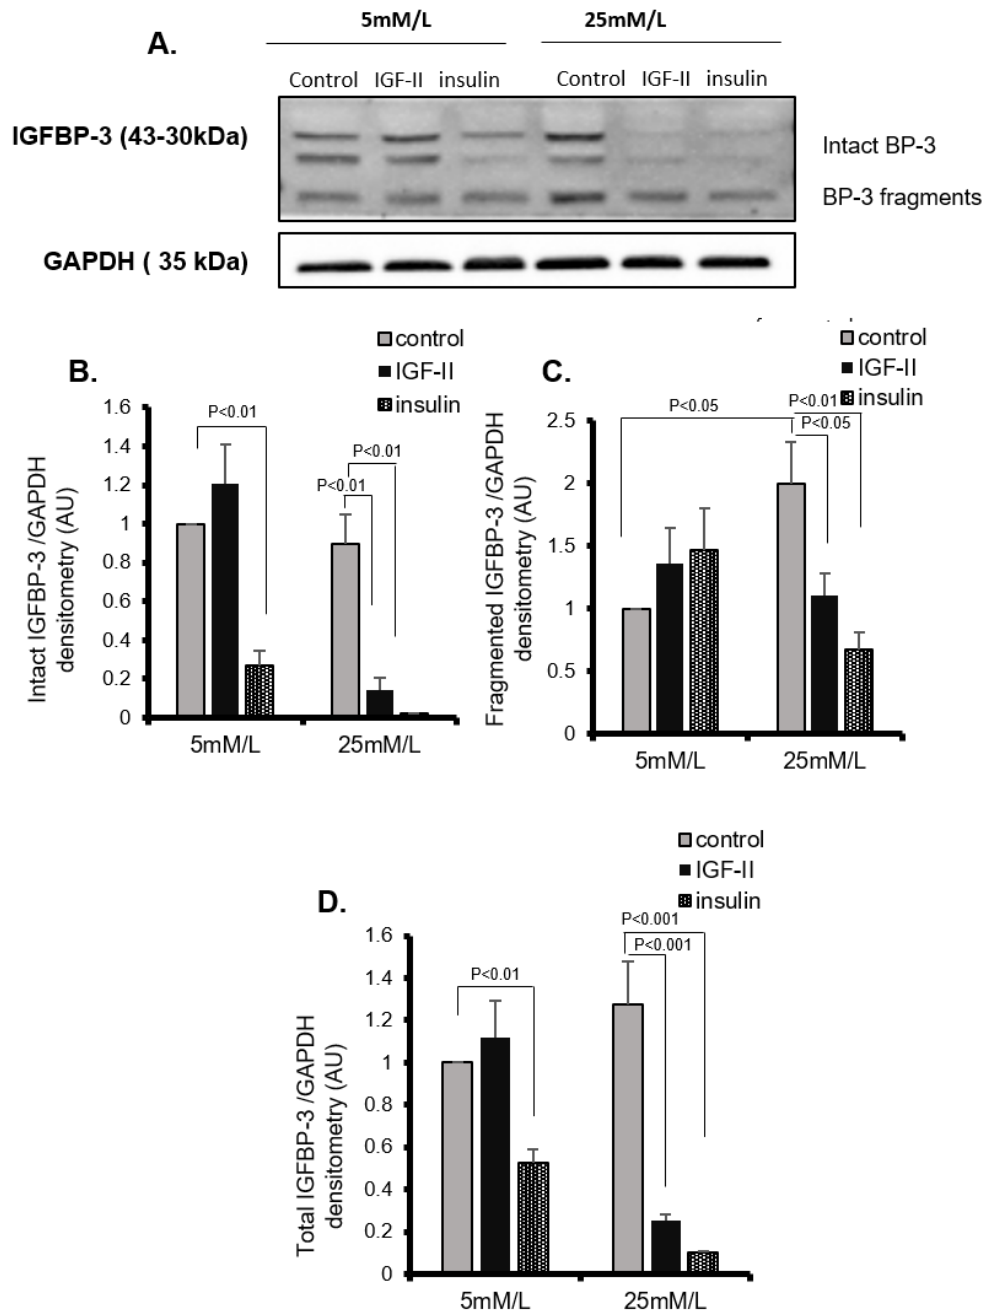 5mM/L 25mM/L
A.
Control IGF-II insulin Control IGF-II insulin
IGFBP-3 (43-30kDa)
Intact BP-3
BP-3 fragments
GAPDH ( 35 kDa)
B.
control
IGF-II
insulin
Intact IGFBP-3 /GAPDH
densitometry (AU)
1.6
1.4
1.2
1
0.8
0.6
0.4
0.2
0
P<0.01
P<0.01
P<0.01
5mM/L 25mM/L
C.
control
IGF-II
insulin
Fragmented IGFBP-3 /GAPDH
densitometry (AU)
2.5
2
1.5
1
0.5
0
P<0.05
P<0.01
P<0.05
5mM/L 25mM/L
D.
control
IGF-II
insulin
Total IGFBP-3 /GAPDH
densitometry (AU)
1.6
1.4
1.2
1
0.8
0.6
0.4
0.2
0
P<0.01
P<0.001
P<0.001
5mM/L 25mM/L